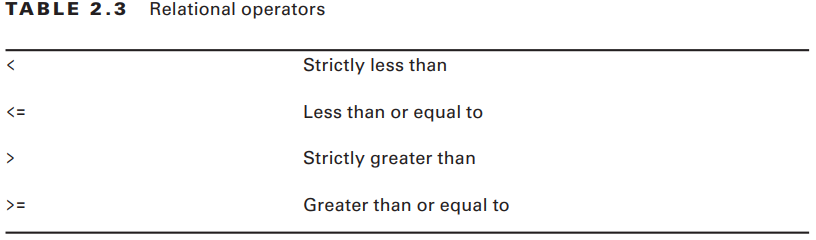 TABLE 2.3 Relational operators
< Strictly less than
<= Less than or equal to
> Strictly greater than
>= Greater than or equal to